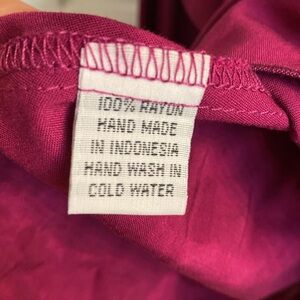 100% RAYON
HAND MADE
IN INDONESIA
HAND WASH IN
COLD WATER